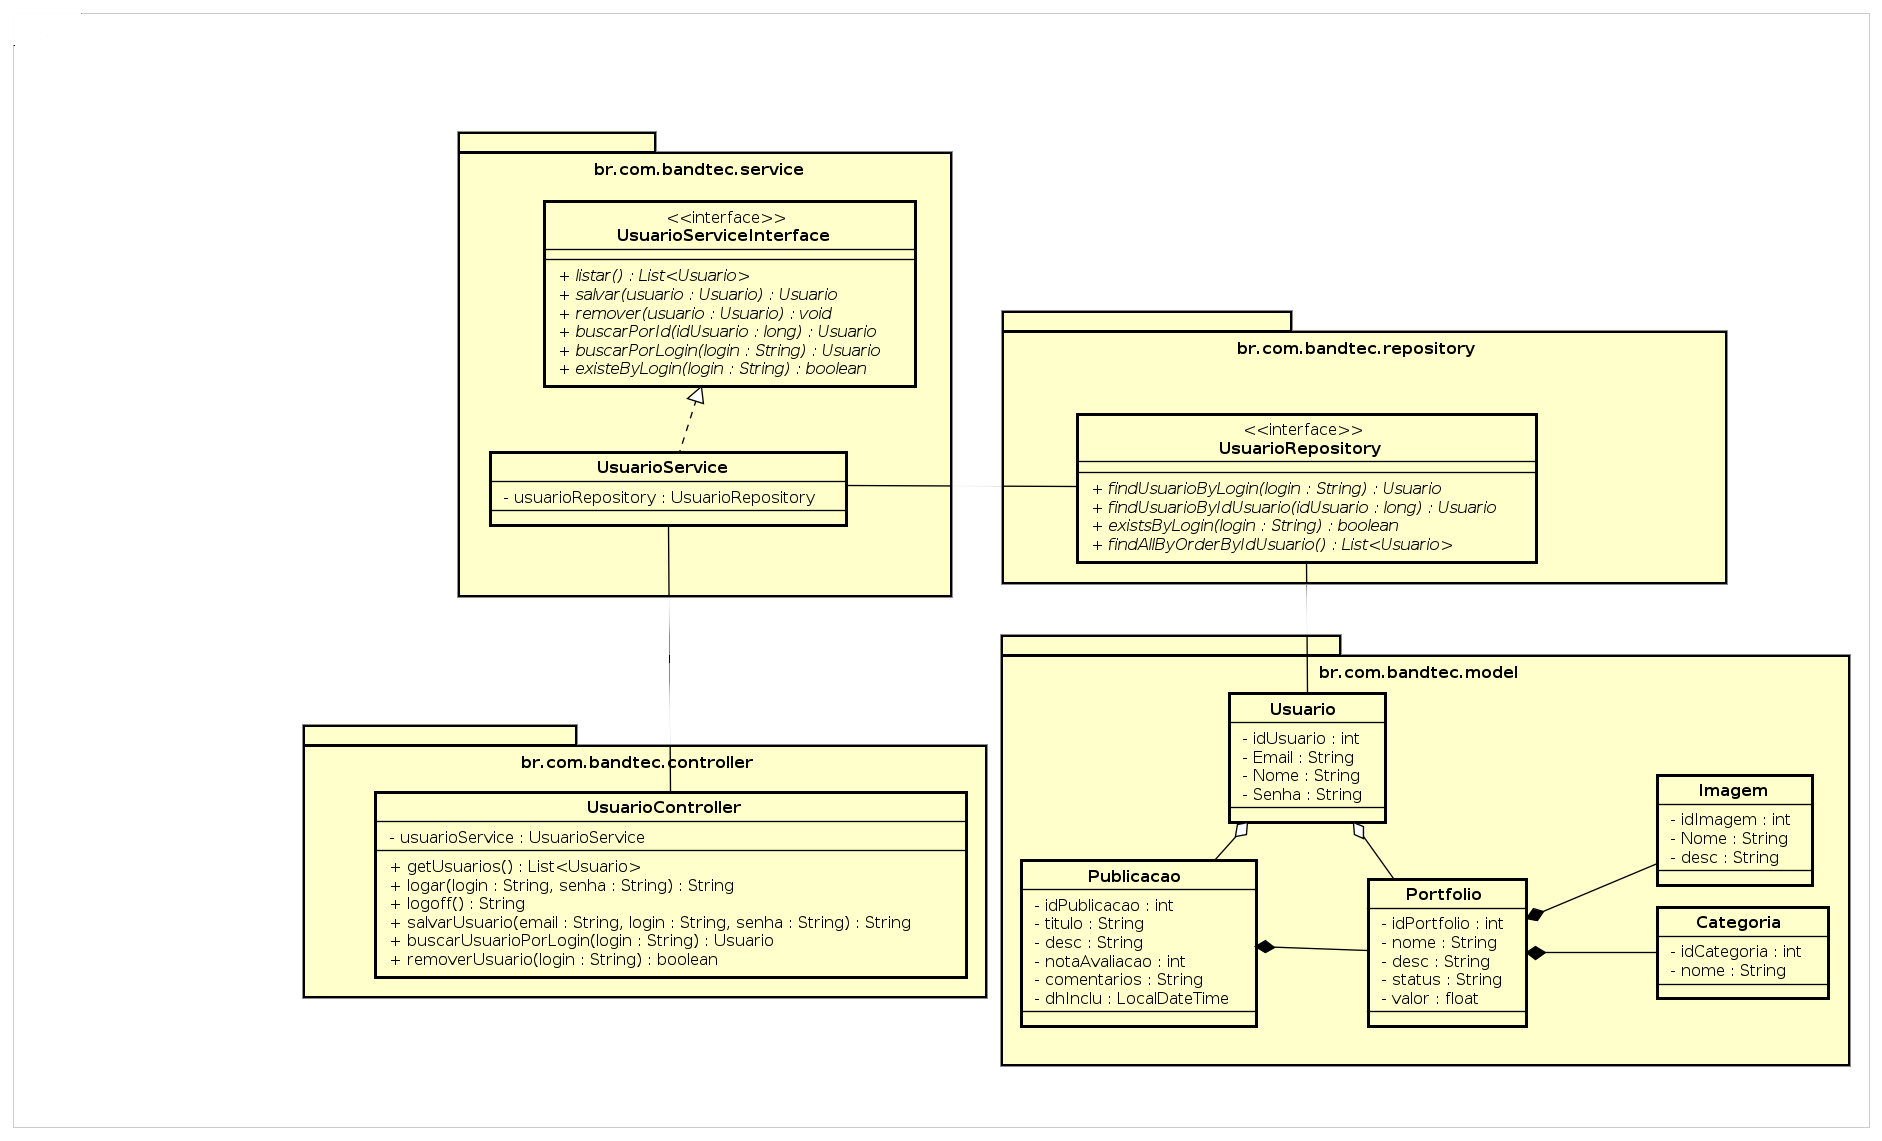 br.com.bandtec.service
<<interface>>
UsuarioServiceInterface
+ listar() : List<Usuario>
+ salvar(usuario : Usuario) : Usuario
+ remover(usuario : Usuario) : void
+ buscarPorId(idUsuario : long) : Usuario
+ buscarPorLogin(login : String) : Usuario
+ existeByLogin(login : String) : boolean
UsuarioService
- usuarioRepository : UsuarioRepository
br.com.bandtec.repository
<<interface>>
UsuarioRepository
+ findUsuarioByLogin(login : String) : Usuario
+ findUsuarioByIdUsuario(idUsuario : long) : Usuario
+ existsByLogin(login : String) : boolean
+ findAllByOrderByIdUsuario() : List<Usuario>
br.com.bandtec.controller
UsuarioController
- usuarioService : UsuarioService
+ getUsuarios() : List<Usuario>
+ logar(login : String, senha : String) : String
+ logoff() : String
+ salvarUsuario(email : String, login : String, senha : String) : String
+ buscarUsuarioPorLogin(login : String) : Usuario
+ removerUsuario(login : String) : boolean
br.com.bandtec.model
Usuario
- idUsuario : int
- Email : String
- Nome : String
- Senha : String
Publicacao
- idPublicacao : int
- titulo : String
- desc : String
- notaAvaliacao : int
- comentarios : String
- dhInclu : LocalDateTime
Portfolio
- idPortfolio : int
- nome : String
- desc : String
- status : String
- valor : float
Imagem
- idImagem : int
- Nome : String
- desc : String
Categoria
- idCategoria : int
- nome : String